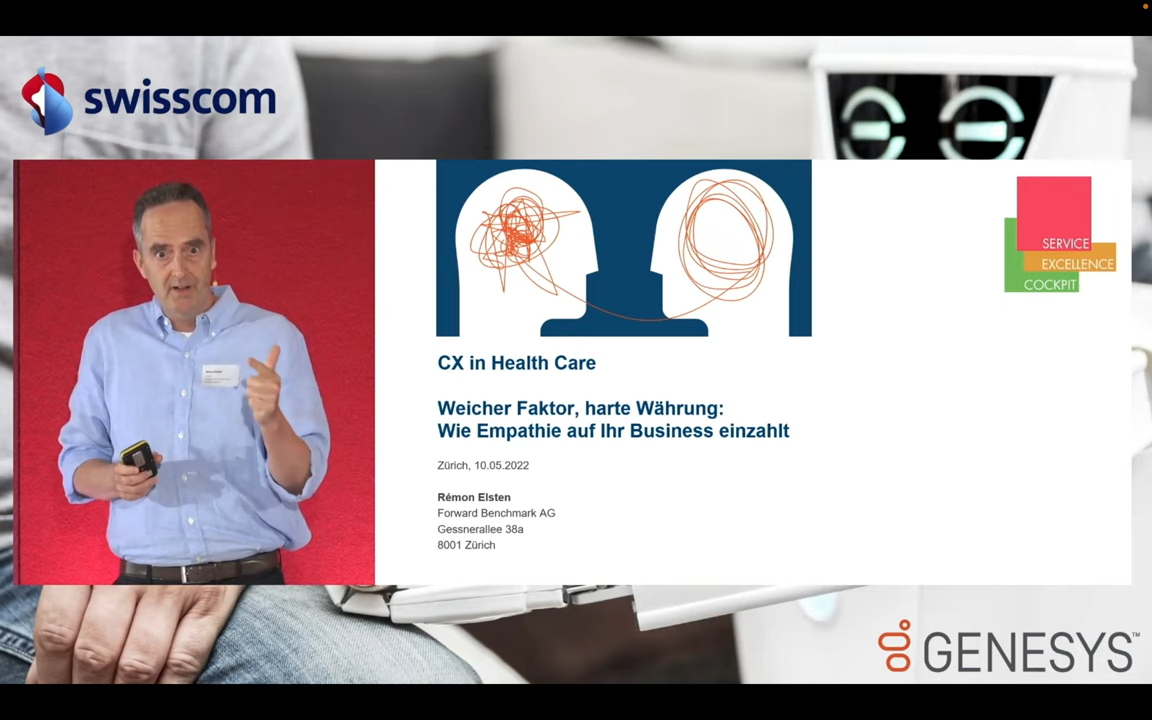 swisscom
SERVICE
EXCELLENCE
COCKPIT
CX in Health Care
Weicher Faktor, harte Währung:
Wie Empathie auf Ihr Business einzahlt
Zürich, 10.05.2022
Rémon Elsten
Forward Benchmark AG
Gessnerallee 38a
8001 Zürich
GENESYS™